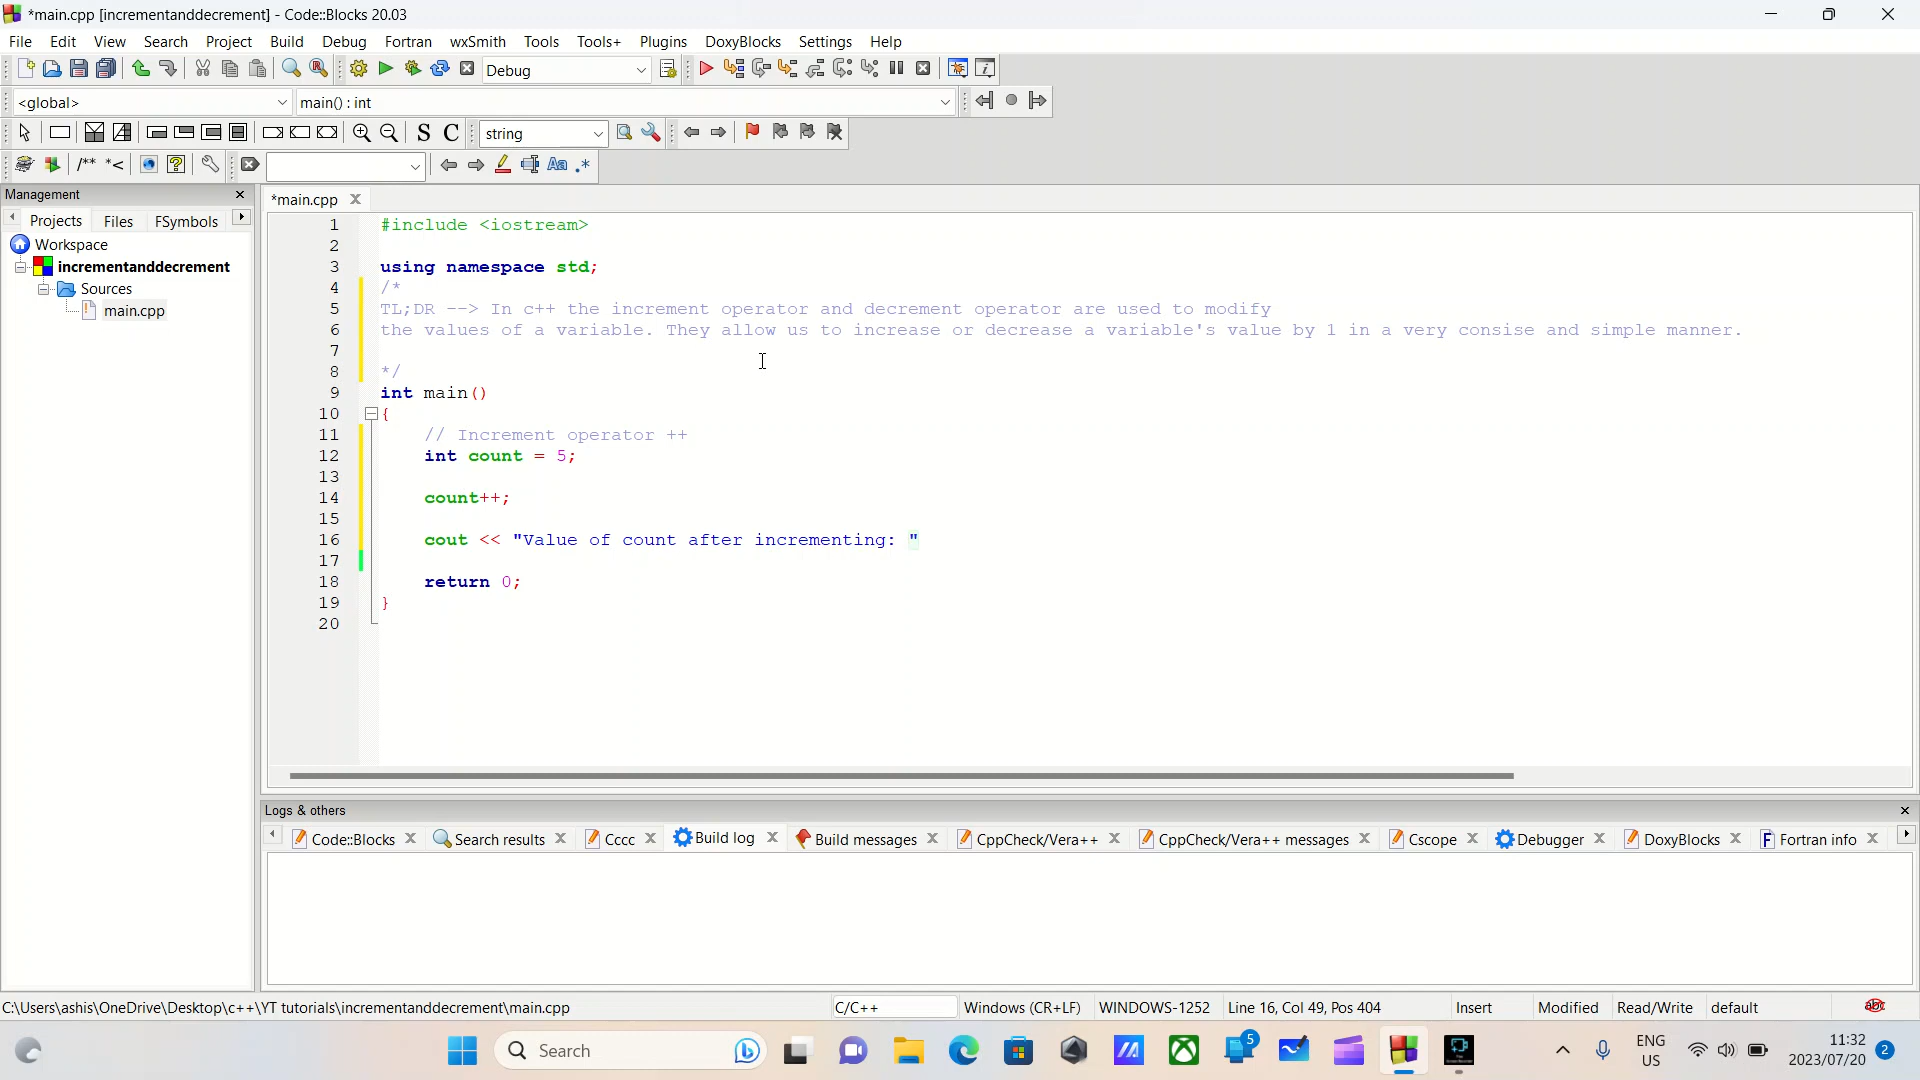 *main.cpp [incrementanddecrement] - Code::Blocks 20.03
File Edit View Search Project Build Debug Fortran wxSmith Tools Tools+ Plugins DoxyBlocks Settings Help
Debug
<global> main() : int
S C string
/** *< Aa .*
Management
*main.cpp
Projects Files FSymbols
Workspace
incrementanddecrement
Sources
main.cpp
1 #include <iostream>
2
3 using namespace std;
4 /*
5 TL;DR --> In c++ the increment operator and decrement operator are used to modify
6 the values of a variable. They allow us to increase or decrease a variable's value by 1 in a very consise and simple manner.
7
8 */
9 int main()
10 {
11 // Increment operator ++
12 int count = 5;
13
14 count++;
15
16 cout << "Value of count after incrementing: "
17
18 return 0;
19 }
20
Logs & others
Code::Blocks Search results Cccc Build log Build messages CppCheck/Vera++ CppCheck/Vera++ messages Cscope Debugger DoxyBlocks Fortran info
C:\Users\ashis\OneDrive\Desktop\c++\YT tutorials\incrementanddecrement\main.cpp C/C++ Windows (CR+LF) WINDOWS-1252 Line 16, Col 49, Pos 404 Insert Modified Read/Write default abc
Search 5 ENG US 11:32 2023/07/20 2